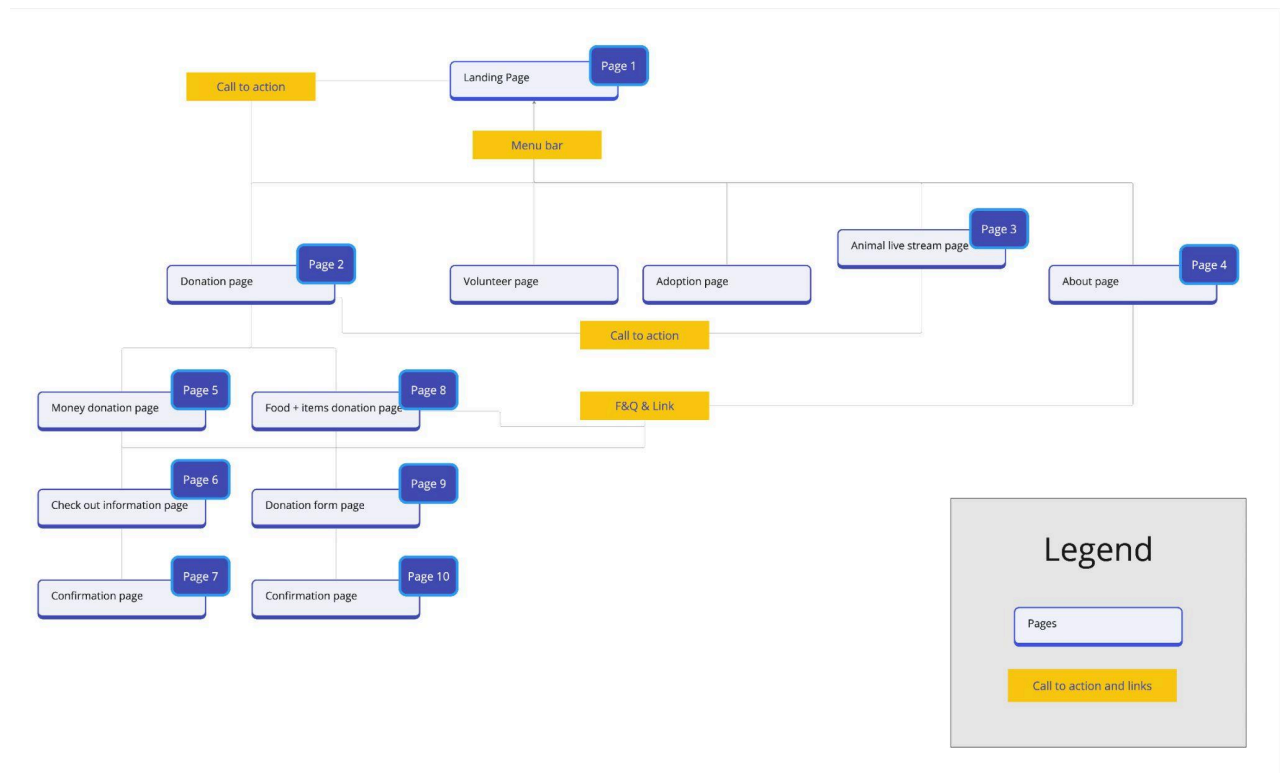 Page 1
Landing Page
Call to action
Menu bar
Page 3
Animal live stream page
Page 2
Donation page
Volunteer page
Adoption page
Page 4
About page
Call to action
Page 5
Money donation page
Page 8
Food + items donation page
F&Q & Link
Page 6
Check out information page
Page 9
Donation form page
Page 7
Confirmation page
Page 10
Confirmation page
Legend
Pages
Call to action and links